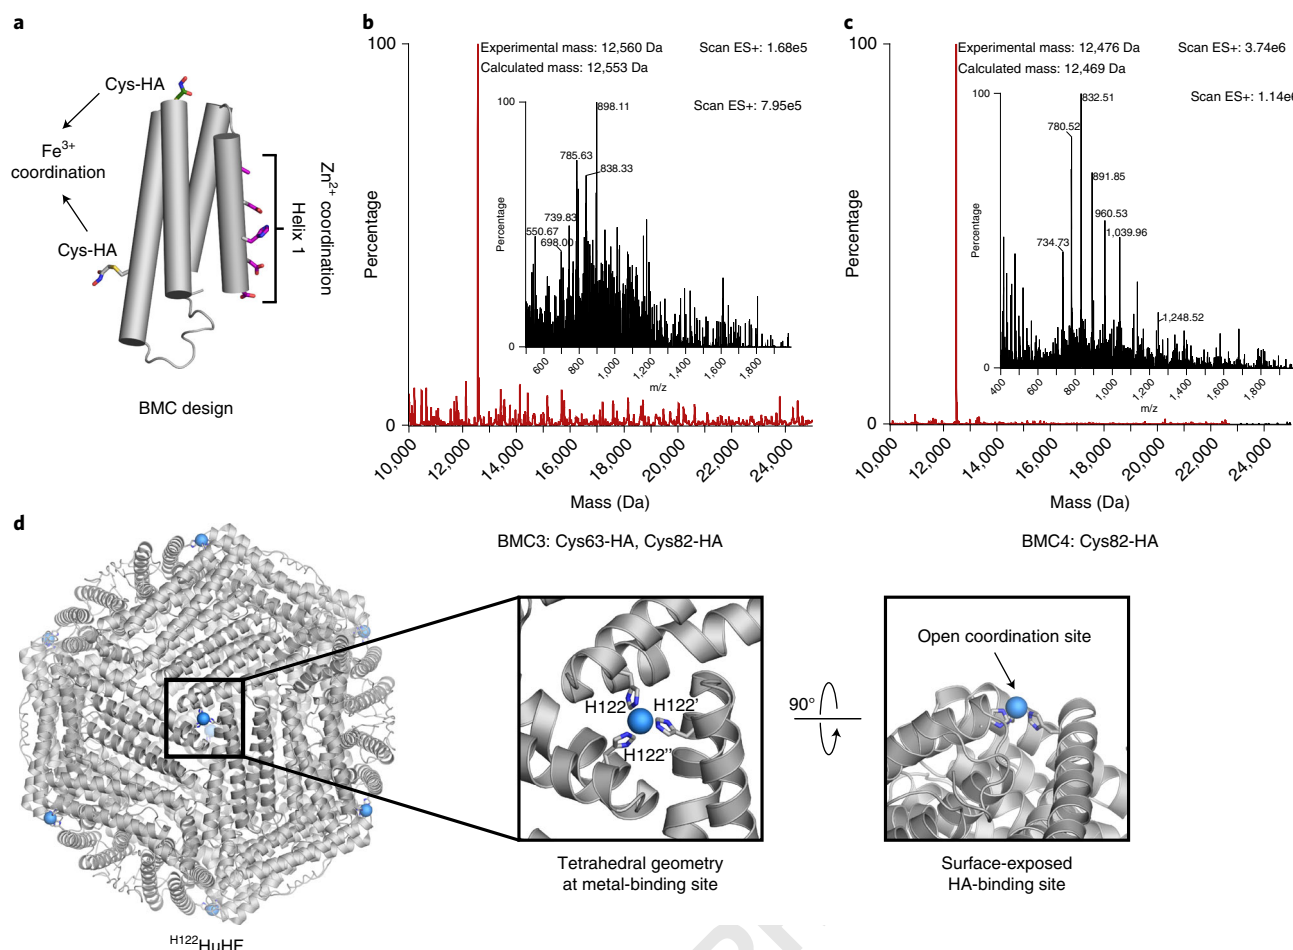 a
Cys-HA
Fe3+
coordination
Cys-HA
Zn2+ coordination
Helix 1
BMC design
b
100
Experimental mass: 12,560 Da
Scan ES+: 1.68e5
Calculated mass: 12,553 Da
Scan ES+: 7.95e5
100
898.11
785.63
838.33
739.83
550.67
698.00
Percentage
0
600
800
1,000
1,200
1,400
1,600
1,800
m/z
Percentage
0
10,000
12,000
14,000
16,000
18,000
20,000
22,000
24,000
Mass (Da)
BMC3: Cys63-HA, Cys82-HA
c
100
Experimental mass: 12,476 Da
Scan ES+: 3.74e6
Calculated mass: 12,469 Da
Scan ES+: 1.14e6
100
832.51
780.52
891.85
960.53
1,039.96
734.73
1,248.52
Percentage
0
400
600
800
1,000
1,200
1,400
1,600
1,800
m/z
Percentage
0
10,000
12,000
14,000
16,000
18,000
20,000
22,000
24,000
Mass (Da)
BMC4: Cys82-HA
d
H122HuHF
H122
H122'
H122''
Tetrahedral geometry
at metal-binding site
90°
Open coordination site
Surface-exposed
HA-binding site